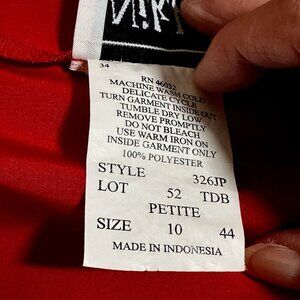 34
RN 46032
MACHINE WASH COLD
DELICATE CYCLE
TURN GARMENT INSIDE OUT
TUMBLE DRY LOW
REMOVE PROMPTLY
DO NOT BLEACH
USE WARM IRON ON
INSIDE GARMENT ONLY
100% POLYESTER
STYLE 326JP
LOT 52 TDB
PETITE
SIZE 10 44
MADE IN INDONESIA